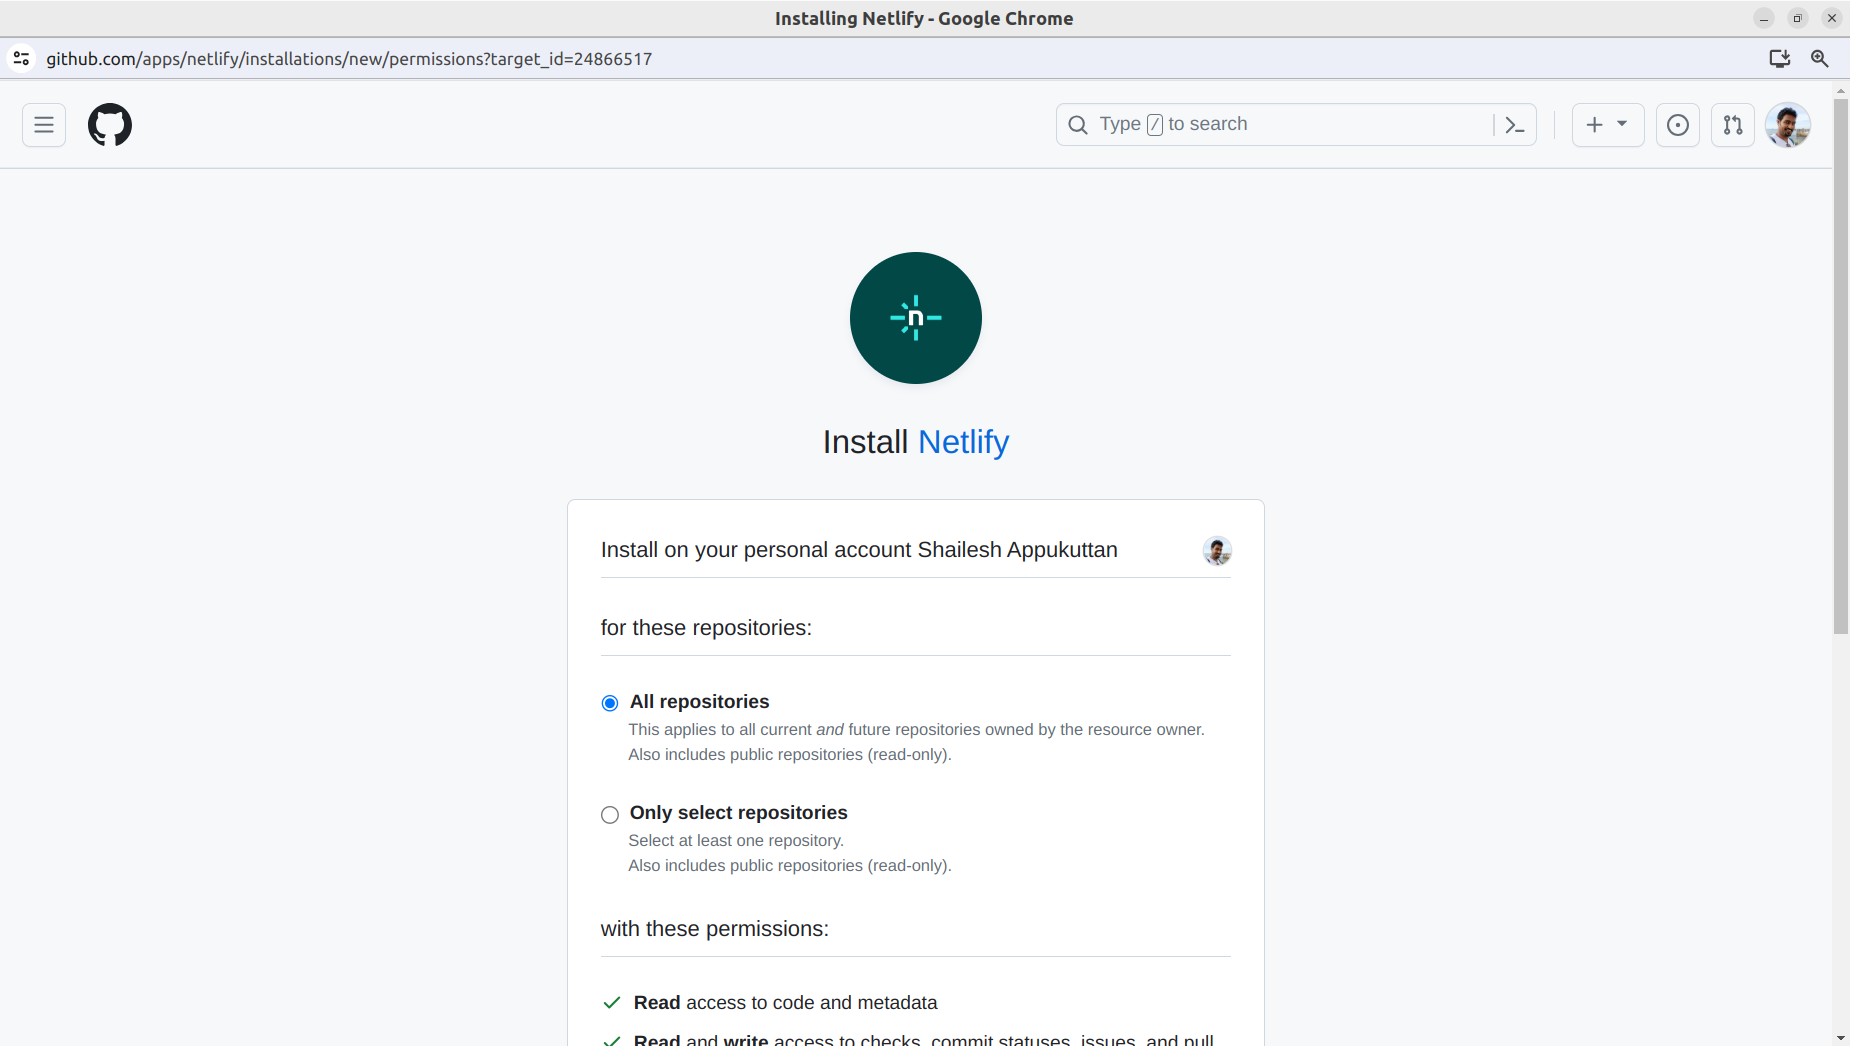 Installing Netlify - Google Chrome
github.com/apps/netlify/installations/new/permissions?target_id=24866517
Type / to search
n
Install Netlify
Install on your personal account Shailesh Appukuttan
for these repositories:
All repositories
This applies to all current and future repositories owned by the resource owner.
Also includes public repositories (read-only).
Only select repositories
Select at least one repository.
Also includes public repositories (read-only).
with these permissions:
Read access to code and metadata
Read and write access to checks, commit statuses, issues, and pull